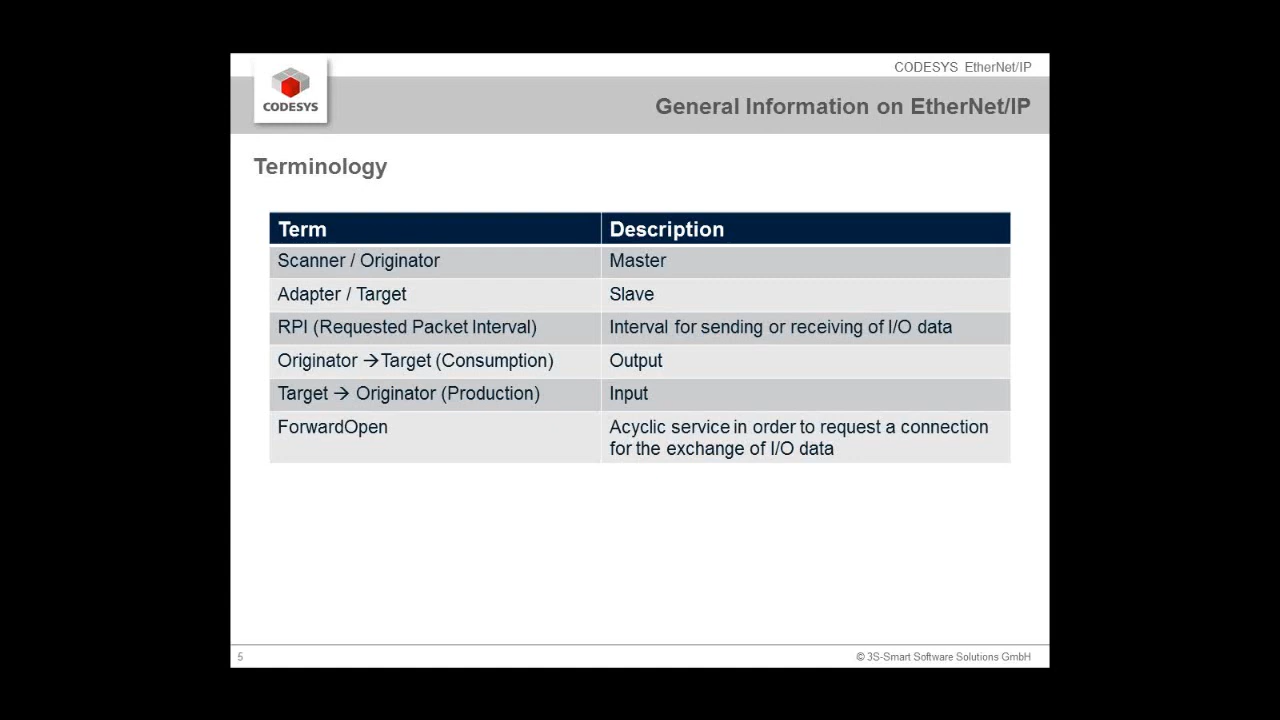 CODESYS EtherNet/IP
CODESYS
General Information on EtherNet/IP
Terminology
Term Description
Scanner / Originator Master
Adapter / Target Slave
RPI (Requested Packet Interval) Interval for sending or receiving of I/O data
Originator →Target (Consumption) Output
Target → Originator (Production) Input
ForwardOpen Acyclic service in order to request a connection
for the exchange of I/O data
5 © 3S-Smart Software Solutions GmbH